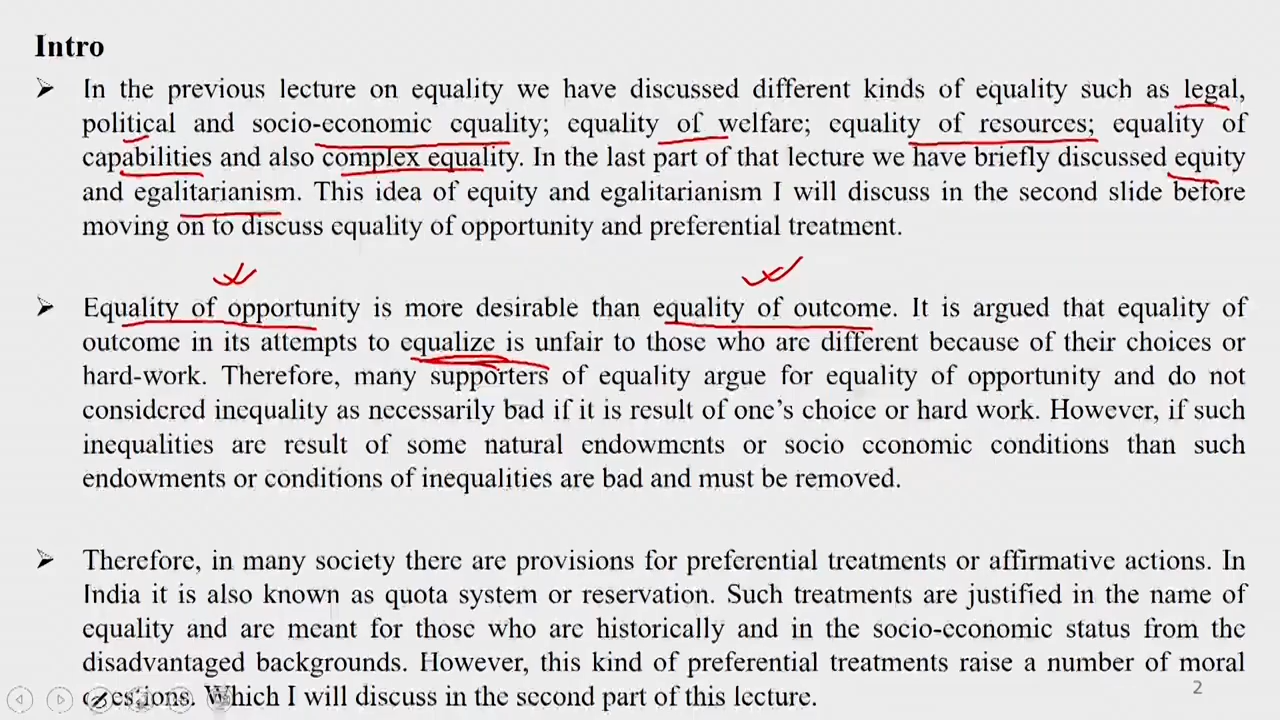 Intro
➢ In the previous lecture on equality we have discussed different kinds of equality such as legal,
political and socio-economic equality; equality of welfare; equality of resources; equality of
capabilities and also complex equality. In the last part of that lecture we have briefly discussed equity
and egalitarianism. This idea of equity and egalitarianism I will discuss in the second slide before
moving on to discuss equality of opportunity and preferential treatment.
➢ Equality of opportunity is more desirable than equality of outcome. It is argued that equality of
outcome in its attempts to equalize is unfair to those who are different because of their choices or
hard-work. Therefore, many supporters of equality argue for equality of opportunity and do not
considered inequality as necessarily bad if it is result of one's choice or hard work. However, if such
inequalities are result of some natural endowments or socio economic conditions than such
endowments or conditions of inequalities are bad and must be removed.
➢ Therefore, in many society there are provisions for preferential treatments or affirmative actions. In
India it is also known as quota system or reservation. Such treatments are justified in the name of
equality and are meant for those who are historically and in the socio-economic status from the
disadvantaged backgrounds. However, this kind of preferential treatments raise a number of moral
questions. Which I will discuss in the second part of this lecture.
2